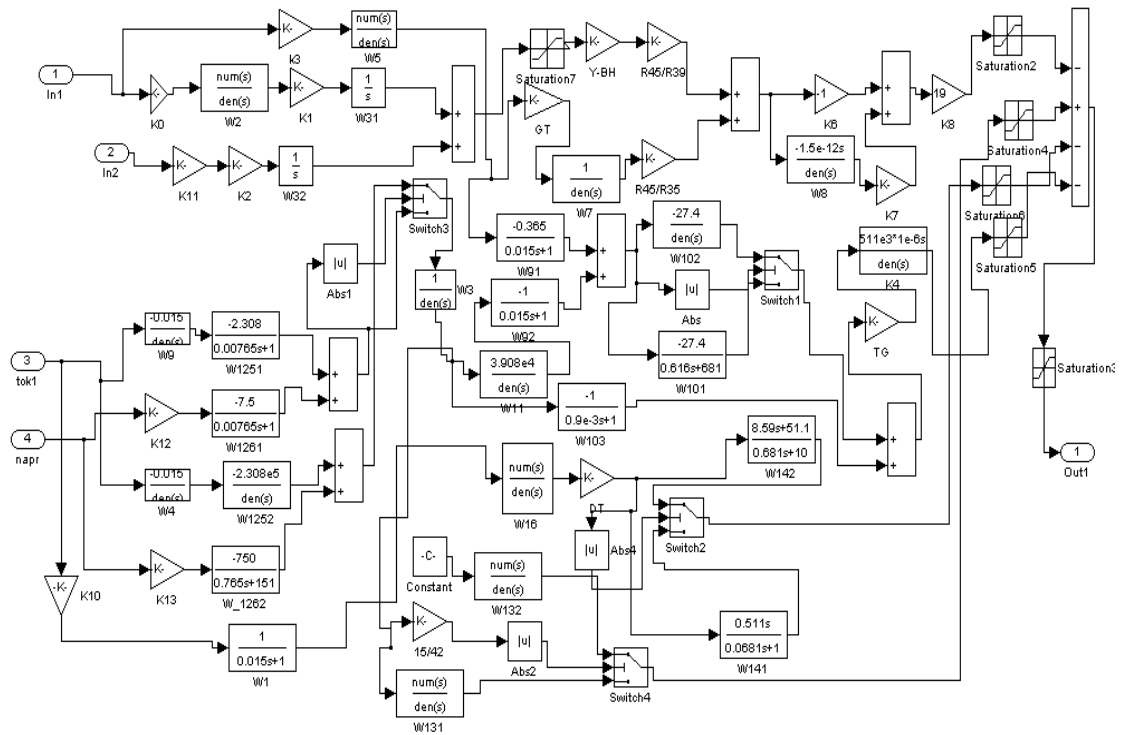 K-
k3
num(s)
den(s)
W5
1
In1
K-
K0
num(s)
den(s)
W2
K-
K1
1
s
W31
2
In2
K-
K11
K-
K2
1
s
W32
+
+
Saturation7
K-
Y-BH
K-
R45/R39
K-
GT
1
den(s)
W7
K-
R45/R35
+
+
-1
K6
-1.5e-12s
den(s)
W8
K-
K7
+
+
19
K8
Saturation2
Saturation4
Saturation6
Saturation5
−
+
−
−
Switch3
|u|
Abs1
1
den(s)
W3
-0.365
0.015s+1
W91
-1
0.015s+1
W92
+
+
-27.4
den(s)
W102
|u|
Abs
-27.4
0.616s+681
W101
Switch1
511e3*1e-6s
den(s)
K4
K-
TG
3.908e4
den(s)
W11
-1
0.9e-3s+1
W103
+
+
Saturation3
1
Out1
3
tok1
-0.015
den(s)
W9
-2.308
0.00765s+1
W1251
+
+
4
napr
K-
K12
-7.5
0.00765s+1
W1261
-0.015
den(s)
W4
-2.308e5
den(s)
W1252
+
+
-K-
K10
K-
K13
-750
0.765s+151
W_1262
1
0.015s+1
W1
num(s)
den(s)
W16
K-
DT
8.59s+51.1
0.681s+10
W142
|u|
Abs4
Switch2
-C-
Constant
num(s)
den(s)
W132
K-
15/42
|u|
Abs2
Switch4
0.511s
0.0681s+1
W141
num(s)
den(s)
W131